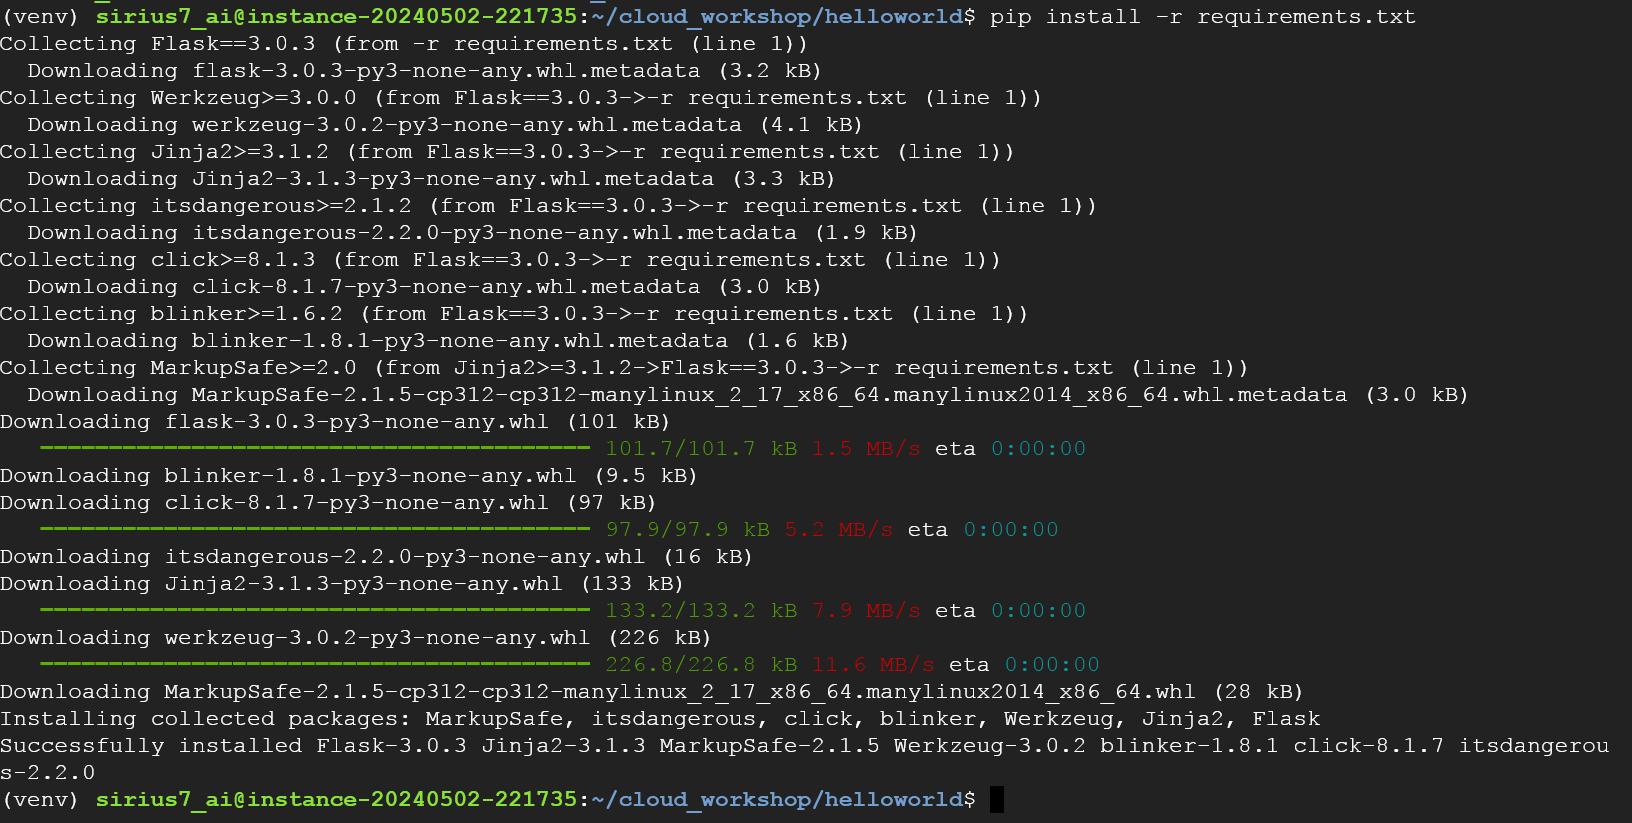 (venv) sirius7_ai@instance-20240502-221735:~/cloud_workshop/helloworld$ pip install -r requirements.txt
Collecting Flask==3.0.3 (from -r requirements.txt (line 1))
  Downloading flask-3.0.3-py3-none-any.whl.metadata (3.2 kB)
Collecting Werkzeug>=3.0.0 (from Flask==3.0.3->-r requirements.txt (line 1))
  Downloading werkzeug-3.0.2-py3-none-any.whl.metadata (4.1 kB)
Collecting Jinja2>=3.1.2 (from Flask==3.0.3->-r requirements.txt (line 1))
  Downloading Jinja2-3.1.3-py3-none-any.whl.metadata (3.3 kB)
Collecting itsdangerous>=2.1.2 (from Flask==3.0.3->-r requirements.txt (line 1))
  Downloading itsdangerous-2.2.0-py3-none-any.whl.metadata (1.9 kB)
Collecting click>=8.1.3 (from Flask==3.0.3->-r requirements.txt (line 1))
  Downloading click-8.1.7-py3-none-any.whl.metadata (3.0 kB)
Collecting blinker>=1.6.2 (from Flask==3.0.3->-r requirements.txt (line 1))
  Downloading blinker-1.8.1-py3-none-any.whl.metadata (1.6 kB)
Collecting MarkupSafe>=2.0 (from Jinja2>=3.1.2->Flask==3.0.3->-r requirements.txt (line 1))
  Downloading MarkupSafe-2.1.5-cp312-cp312-manylinux_2_17_x86_64.manylinux2014_x86_64.whl.metadata (3.0 kB)
Downloading flask-3.0.3-py3-none-any.whl (101 kB)
101.7/101.7 kB 1.5 MB/s eta 0:00:00
Downloading blinker-1.8.1-py3-none-any.whl (9.5 kB)
Downloading click-8.1.7-py3-none-any.whl (97 kB)
97.9/97.9 kB 5.2 MB/s eta 0:00:00
Downloading itsdangerous-2.2.0-py3-none-any.whl (16 kB)
Downloading Jinja2-3.1.3-py3-none-any.whl (133 kB)
133.2/133.2 kB 7.9 MB/s eta 0:00:00
Downloading werkzeug-3.0.2-py3-none-any.whl (226 kB)
226.8/226.8 kB 11.6 MB/s eta 0:00:00
Downloading MarkupSafe-2.1.5-cp312-cp312-manylinux_2_17_x86_64.manylinux2014_x86_64.whl (28 kB)
Installing collected packages: MarkupSafe, itsdangerous, click, blinker, Werkzeug, Jinja2, Flask
Successfully installed Flask-3.0.3 Jinja2-3.1.3 MarkupSafe-2.1.5 Werkzeug-3.0.2 blinker-1.8.1 click-8.1.7 itsdangerou
s-2.2.0
(venv) sirius7_ai@instance-20240502-221735:~/cloud_workshop/helloworld$